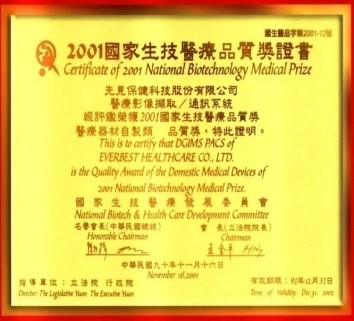 國生醫品字第2001-12號
2001國家生技醫療品質獎證書
Certificate of 2001 National Biotechnology Medical Prize
先見保健科技股份有限公司
醫療影像擷取／通訊系統
經評鑑榮獲2001國家生技醫療品質獎
醫療器材自製類 品質獎，特此證明。
This is to certify that DGIMS PACS of
EVERBEST HEALTHCARE CO., LTD.
is the Quality Award of the Domestic Medical Devices of
2001 National Biotechnology Medical Prize.
國家生技醫療發展委員會
National Biotech & Health Care Development Committee
名譽會長(中華民國總統) 會長(立法院院長)
Honorable Chairman Chairman
中華民國九十年十一月十六日
November 16,2001
指導單位：立法院 行政院 有效期限：91年12月31日
Director: The Legislative Yuan The Executive Yuan Term of Validity: Dec.31. 2002